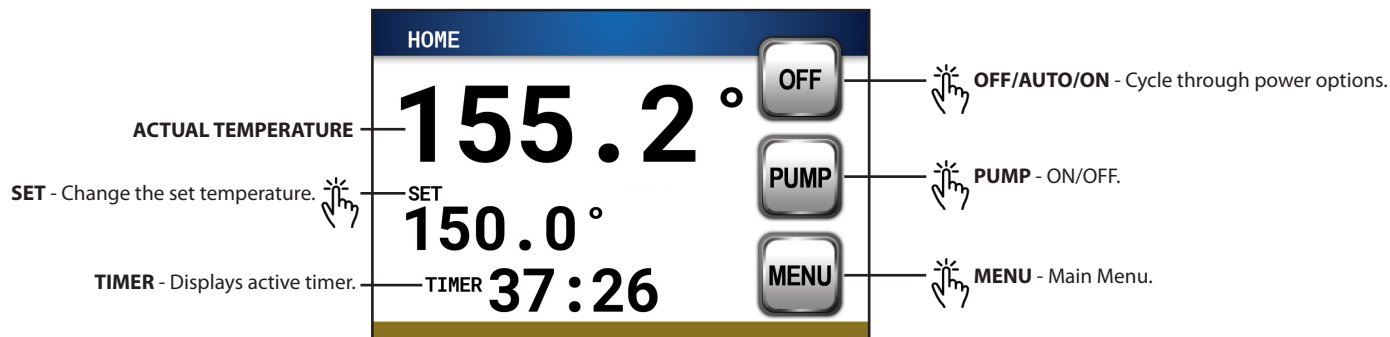 HOME
155.2°
OFF
OFF/AUTO/ON - Cycle through power options.
ACTUAL TEMPERATURE
PUMP
PUMP - ON/OFF.
SET - Change the set temperature.
SET
150.0°
TIMER - Displays active timer.
TIMER 37:26
MENU
MENU - Main Menu.